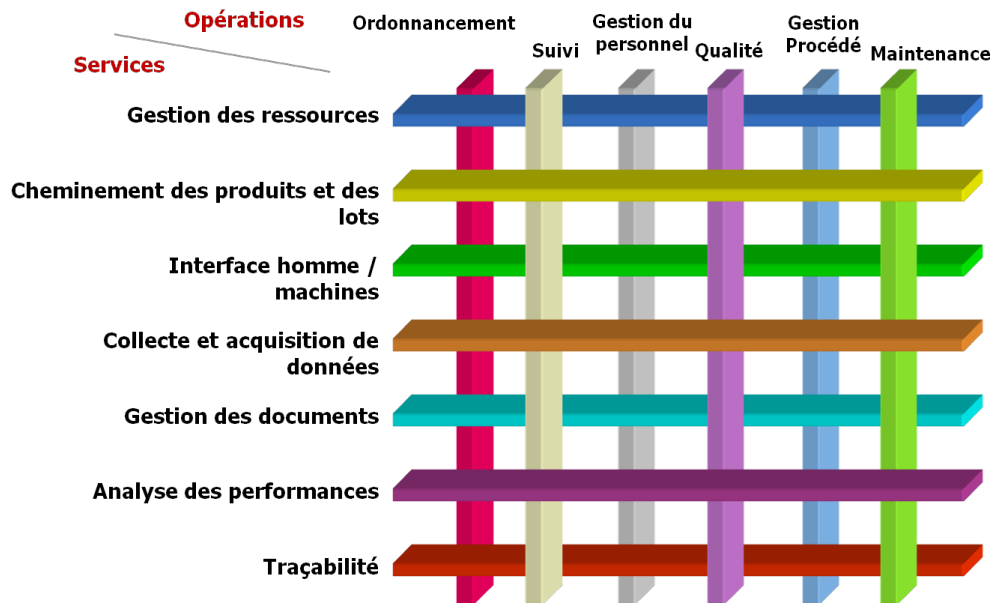 Opérations
Services
Ordonnancement
Suivi
Gestion du
personnel
Qualité
Gestion
Procédé
Maintenance
Gestion des ressources
Cheminement des produits et des
lots
Interface homme /
machines
Collecte et acquisition de
données
Gestion des documents
Analyse des performances
Traçabilité